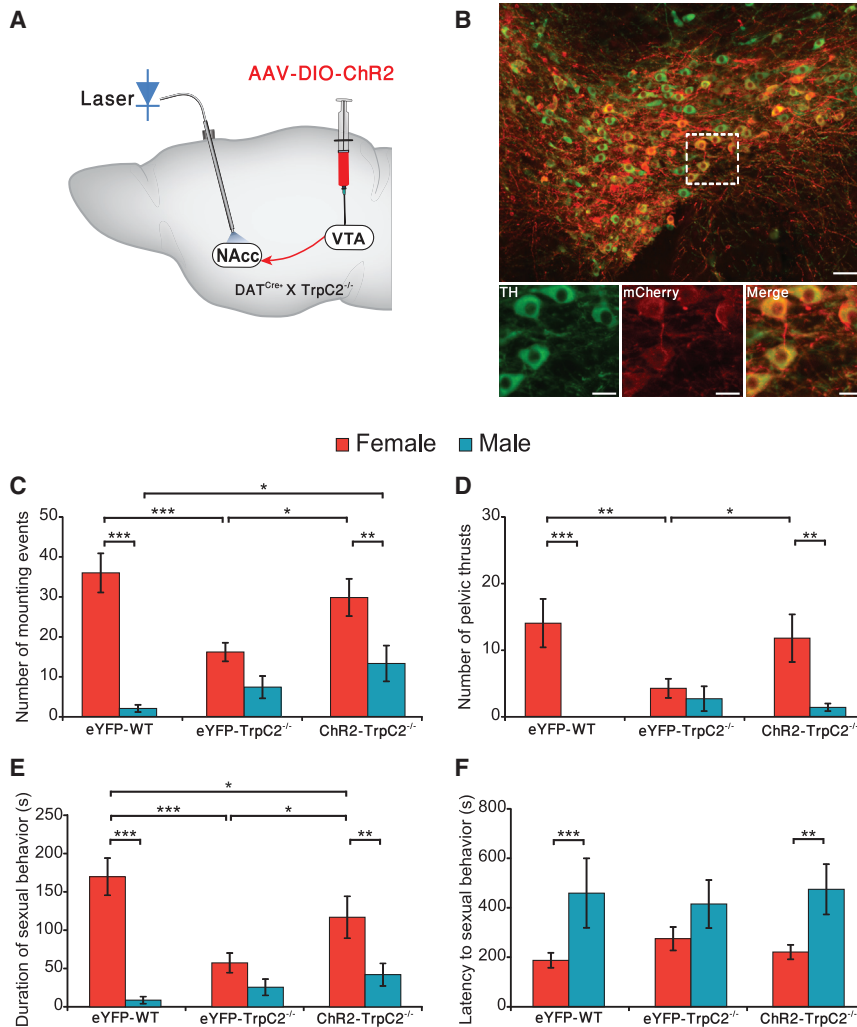 A
AAV-DIO-ChR2
Laser
NAcc
VTA
DAT^Cre+ X TrpC2^-/-
B
TH
mCherry
Merge
Female
Male
C
Number of mounting events
50
40
30
20
10
0
*
***
*
***
**
eYFP-WT
eYFP-TrpC2^-/-
ChR2-TrpC2^-/-
D
Number of pelvic thrusts
30
20
10
0
**
*
***
**
eYFP-WT
eYFP-TrpC2^-/-
ChR2-TrpC2^-/-
E
Duration of sexual behavior (s)
250
200
150
100
50
0
*
***
*
***
**
eYFP-WT
eYFP-TrpC2^-/-
ChR2-TrpC2^-/-
F
Latency to sexual behavior (s)
800
600
400
200
0
***
**
eYFP-WT
eYFP-TrpC2^-/-
ChR2-TrpC2^-/-